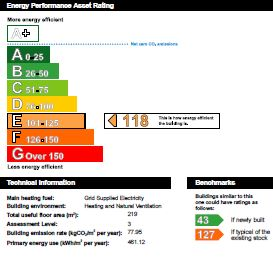 Energy Performance Asset Rating
More energy efficient
A+
Net zero CO₂ emissions
A 0-25
B 26-50
C 51-75
D 76-100
E 101-125
118 This is how energy efficient
the building is.
F 126-150
G Over 150
Less energy efficient
Technical Information
Main heating fuel: Grid Supplied Electricity
Building environment: Heating and Natural Ventilation
Total useful floor area (m²): 219
Assessment Level: 3
Building emission rate (kgCO₂/m² per year): 77.95
Primary energy use (kWh/m² per year): 461.12
Benchmarks
Buildings similar to this
one could have ratings as
follows:
43 If newly built
127 If typical of the
existing stock